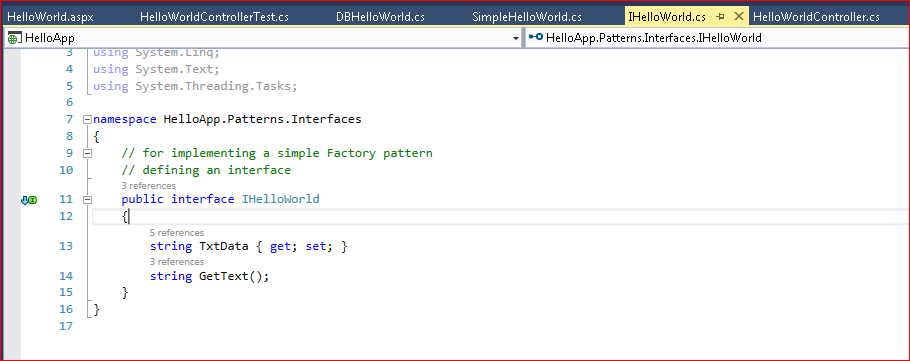 HelloWorld.aspx HelloWorldControllerTest.cs DBHelloWorld.cs SimpleHelloWorld.cs IHelloWorld.cs HelloWorldController.cs
HelloApp HelloApp.Patterns.Interfaces.IHelloWorld
3 using System.Linq;
4 using System.Text;
5 using System.Threading.Tasks;
6
7 namespace HelloApp.Patterns.Interfaces
8 {
9 // for implementing a simple Factory pattern
10 // defining an interface
3 references
11 public interface IHelloWorld
12 {
5 references
13 string TxtData { get; set; }
3 references
14 string GetText();
15 }
16 }
17